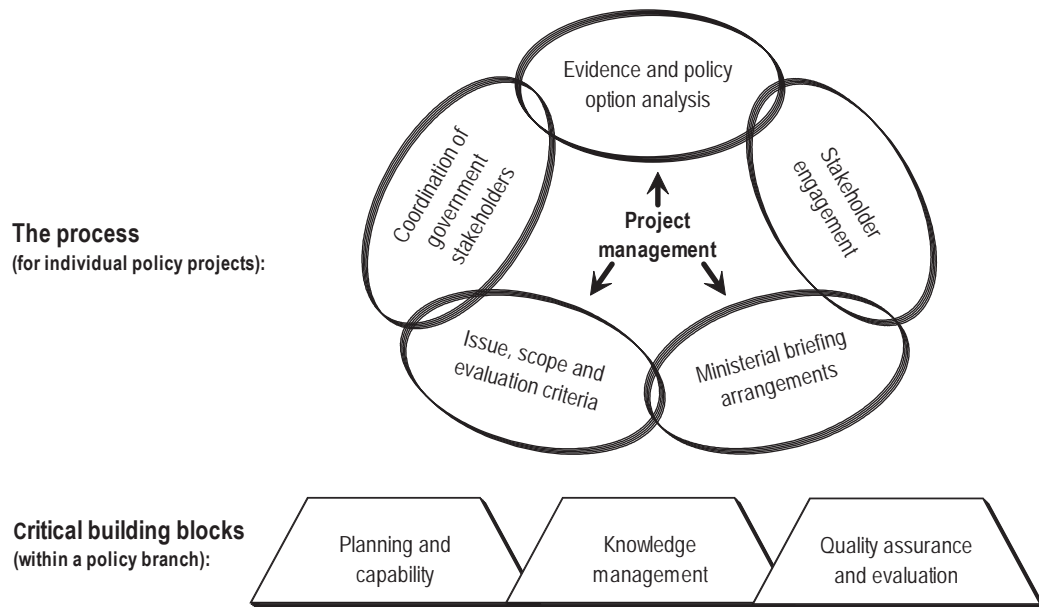 Evidence and policy
option analysis
Coordination of
government
stakeholders
Stakeholder
engagement
Project
management
The process
(for individual policy projects):
Issue, scope and
evaluation criteria
Ministerial briefing
arrangements
Critical building blocks
(within a policy branch):
Planning and
capability
Knowledge
management
Quality assurance
and evaluation